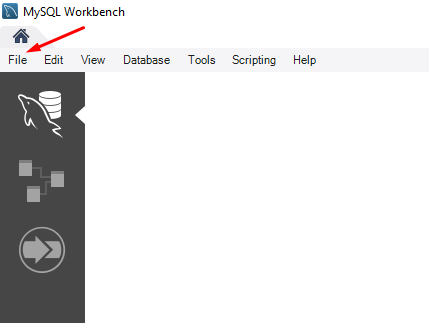 MySQL Workbench
File Edit View Database Tools Scripting Help